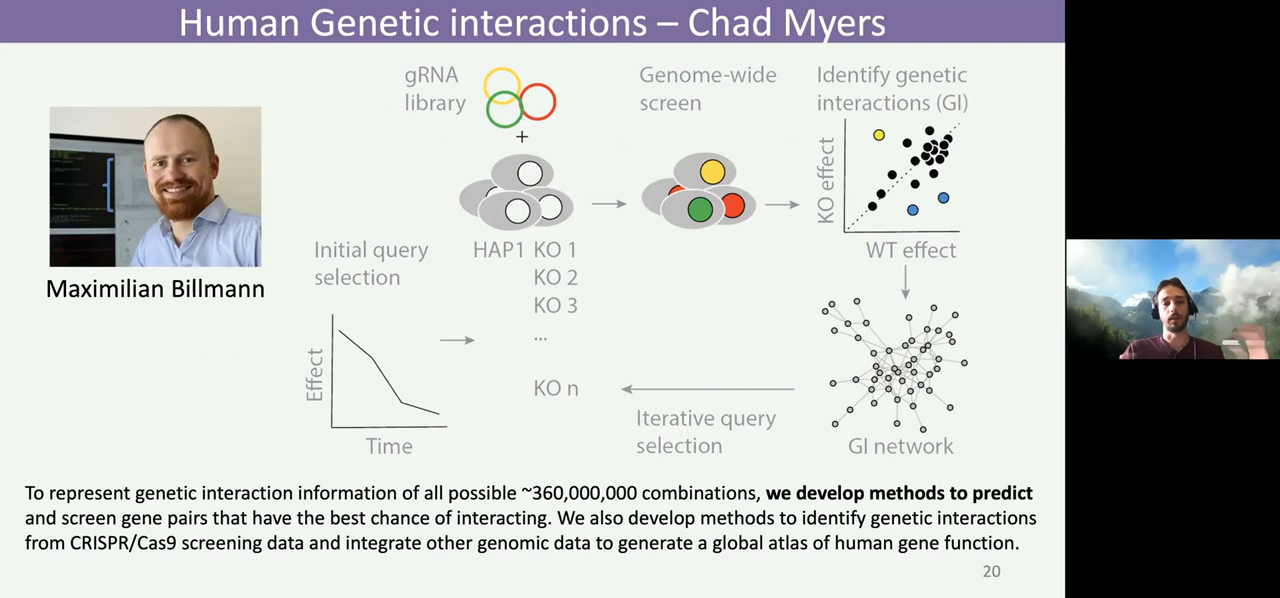 Human Genetic interactions – Chad Myers
Maximilian Billmann
gRNA
library
+
Genome-wide
screen
Identify genetic
interactions (GI)
KO effect
WT effect
Initial query
selection
HAP1 KO 1
KO 2
KO 3
...
KO n
Effect
Time
Iterative query
selection
GI network
To represent genetic interaction information of all possible ~360,000,000 combinations, we develop methods to predict
and screen gene pairs that have the best chance of interacting. We also develop methods to identify genetic interactions
from CRISPR/Cas9 screening data and integrate other genomic data to generate a global atlas of human gene function.
20